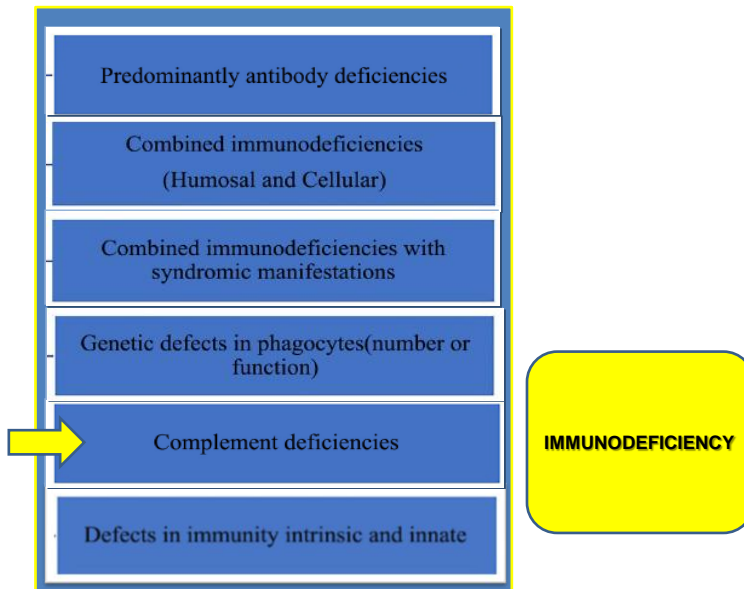 Predominantly antibody deficiencies
Combined immunodeficiencies
(Humosal and Cellular)
Combined immunodeficiencies with
syndromic manifestations
Genetic defects in phagocytes(number or
function)
Complement deficiencies
Defects in immunity intrinsic and innate
IMMUNODEFICIENCY